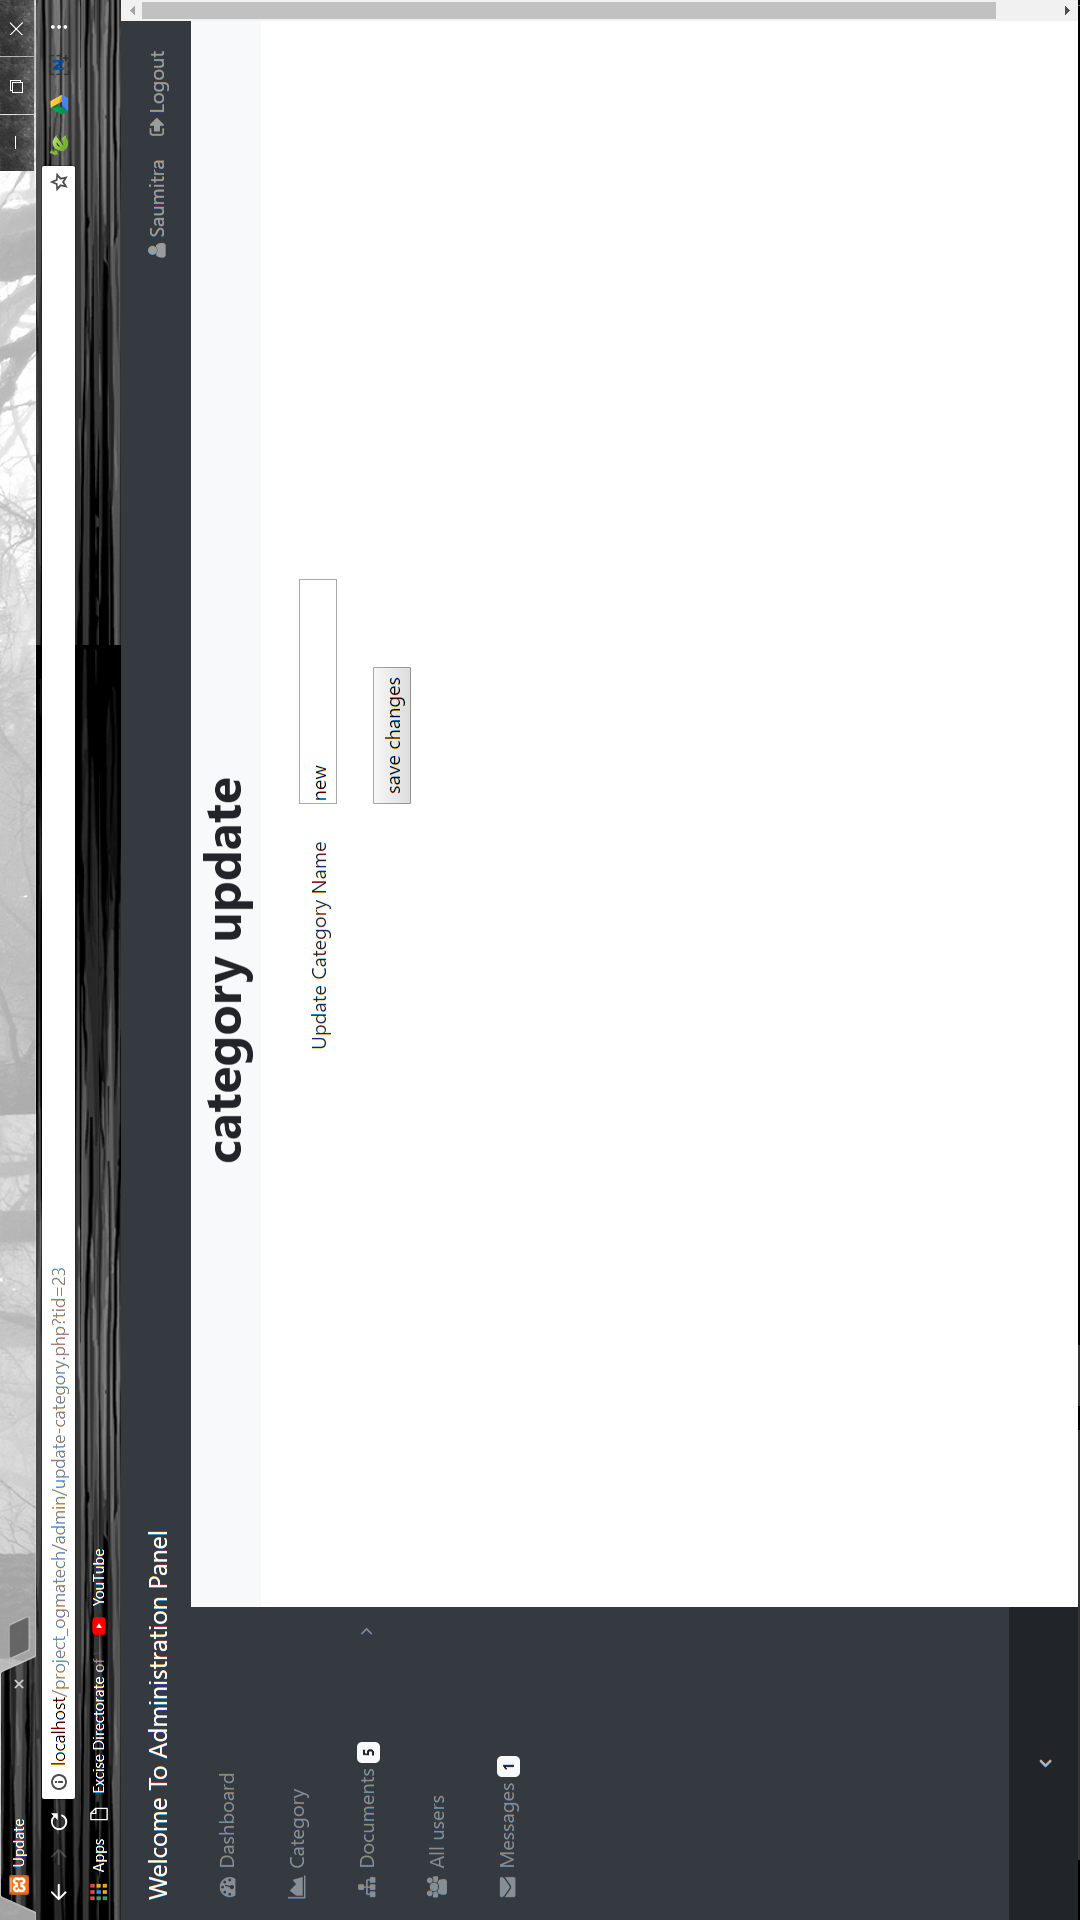 Update
localhost/project_ogmatech/admin/update-category.php?tid=23
Apps Excise Directorate of YouTube
Welcome To Administration Panel Saumitra Logout
Dashboard
Category
Documents 5
All users
Messages 1
category update
Update Category Name new
save changes